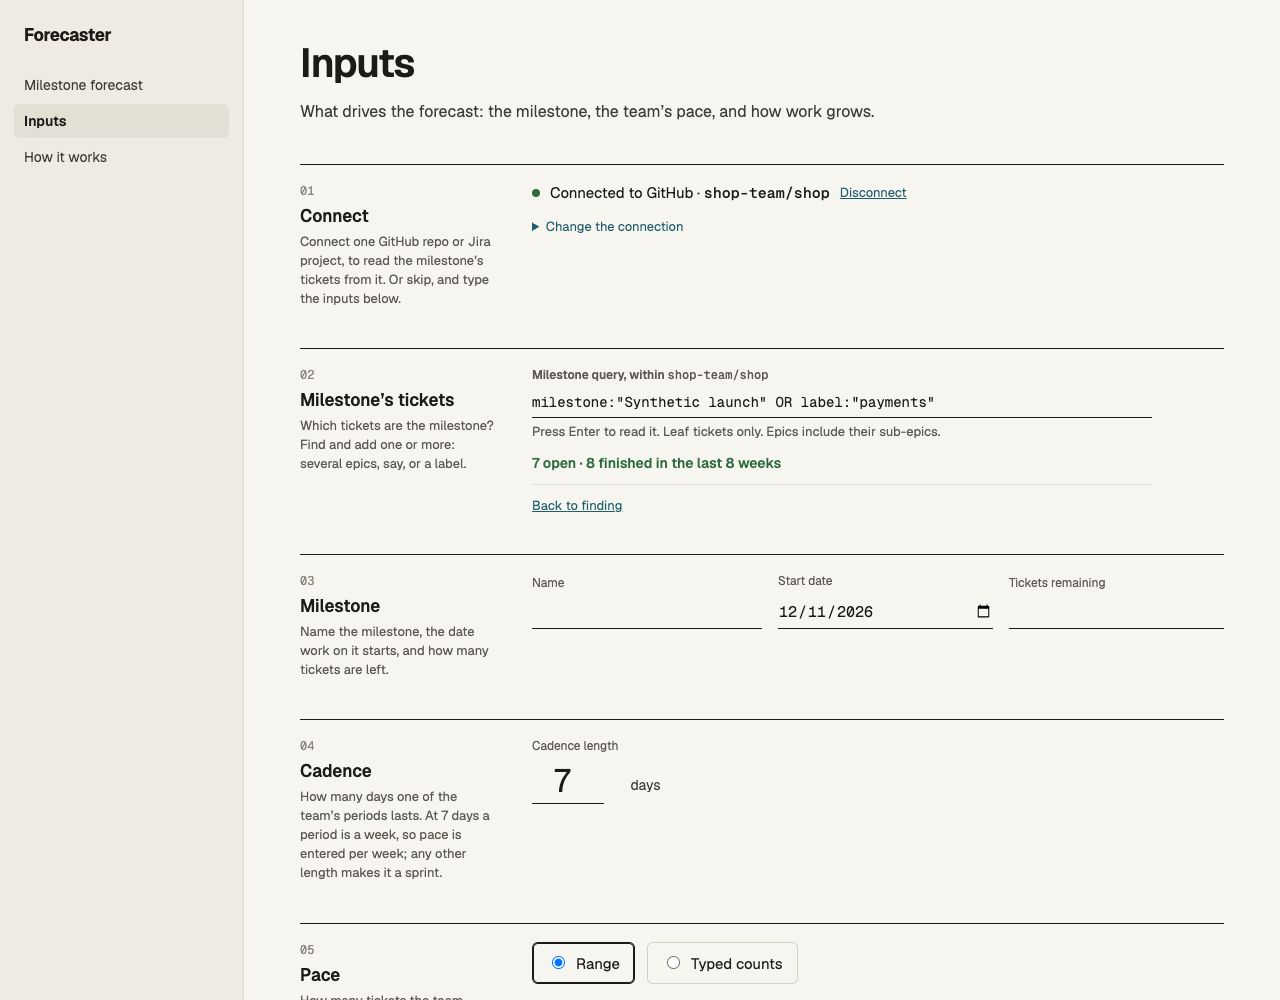 Forecaster
Milestone forecast
Inputs
How it works
Inputs
What drives the forecast: the milestone, the team’s pace, and how work grows.
01
Connect
Connect one GitHub repo or Jira
project, to read the milestone’s
tickets from it. Or skip, and type
the inputs below.
Connected to GitHub · shop-team/shop Disconnect
Change the connection
02
Milestone’s tickets
Which tickets are the milestone?
Find and add one or more:
several epics, say, or a label.
Milestone query, within shop-team/shop
milestone:"Synthetic launch" OR label:"payments"
Press Enter to read it. Leaf tickets only. Epics include their sub-epics.
7 open · 8 finished in the last 8 weeks
Back to finding
03
Milestone
Name the milestone, the date
work on it starts, and how many
tickets are left.
Name
Start date
12/11/2026
Tickets remaining
04
Cadence
How many days one of the
team’s periods lasts. At 7 days a
period is a week, so pace is
entered per week; any other
length makes it a sprint.
Cadence length
7 days
05
Pace
How many tickets the team
Range
Typed counts